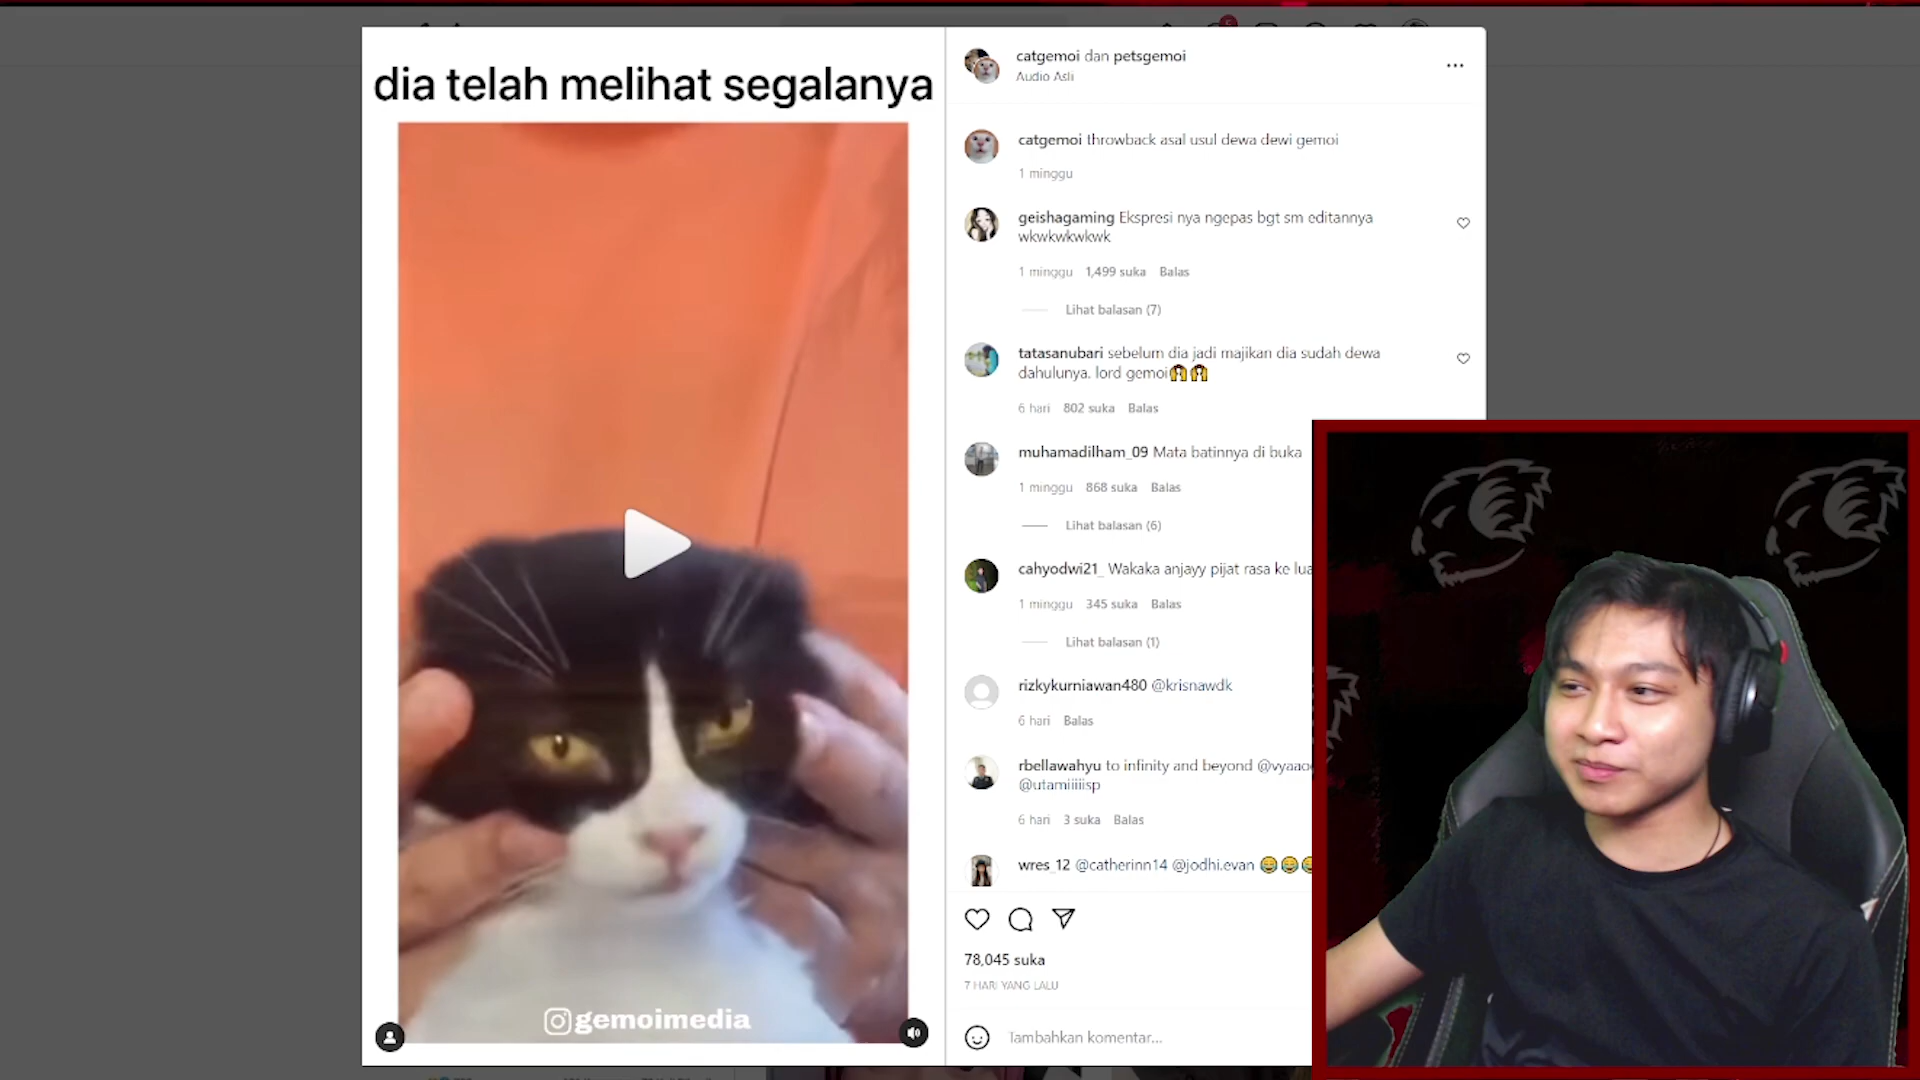 dia telah melihat segalanya
gemoimedia
catgemoi dan petsgemoi
Audio Asli
catgemoi throwback asal usul dewa dewi gemoi
1 minggu
geishagaming Ekspresi nya ngepas bgt sm editannya
wkwkwkwkwk
1 minggu 1,499 suka Balas
Lihat balasan (7)
tatasanubari sebelum dia jadi majikan dia sudah dewa
dahulunya. lord gemoi
6 hari 802 suka Balas
muhamadilham_09 Mata batinnya di buka
1 minggu 868 suka Balas
Lihat balasan (6)
cahyodwi21_ Wakaka anjayy pijat rasa ke
1 minggu 345 suka Balas
Lihat balasan (1)
rizkykurniawan480 @krisnawdk
6 hari Balas
rbellawahyu to infinity and beyond
@utamiiiiisp
6 hari 3 suka Balas
wres_12 @catherinn14 @jodhi.evan 😂😂
78,045 suka
7 HARI YANG LALU
Tambahkan komentar...